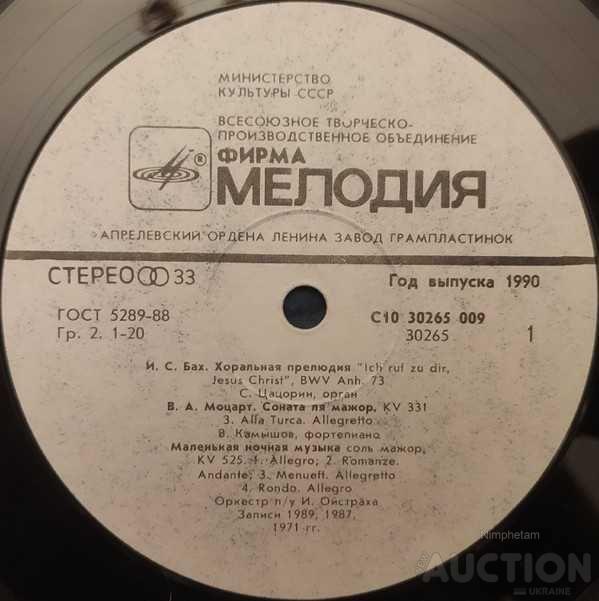 МИНИСТЕРСТВО
КУЛЬТУРЫ СССР
ВСЕСОЮЗНОЕ ТВОРЧЕСКО-
ПРОИЗВОДСТВЕННОЕ ОБЪЕДИНЕНИЕ
®
ФИРМА
МЕЛОДИЯ
АПРЕЛЕВСКИЙ ОРДЕНА ЛЕНИНА ЗАВОД ГРАМПЛАСТИНОК
СТЕРЕО 33
Год выпуска 1990
ГОСТ 5289-88
С10 30265 009
Гр. 2. 1-20
30265
1
И. С. Бах. Хоральная прелюдия "Ich ruf zu dir,
Jesus Christ", BWV Anh. 73
С. Цацорин, орган
В. А. Моцарт. Соната ля мажор, KV 331
3. Alla Turca. Allegretto
В. Камышов, фортепиано
Маленькая ночная музыка соль мажор,
KV 525. 1. Allegro; 2. Romanze.
Andante; 3. Menuett. Allegretto
4. Rondo. Allegro
Оркестр п/у И. Ойстраха
Записи 1989, 1987,
1971 гг.
Nimphetam
AUCTION
UKRAINE